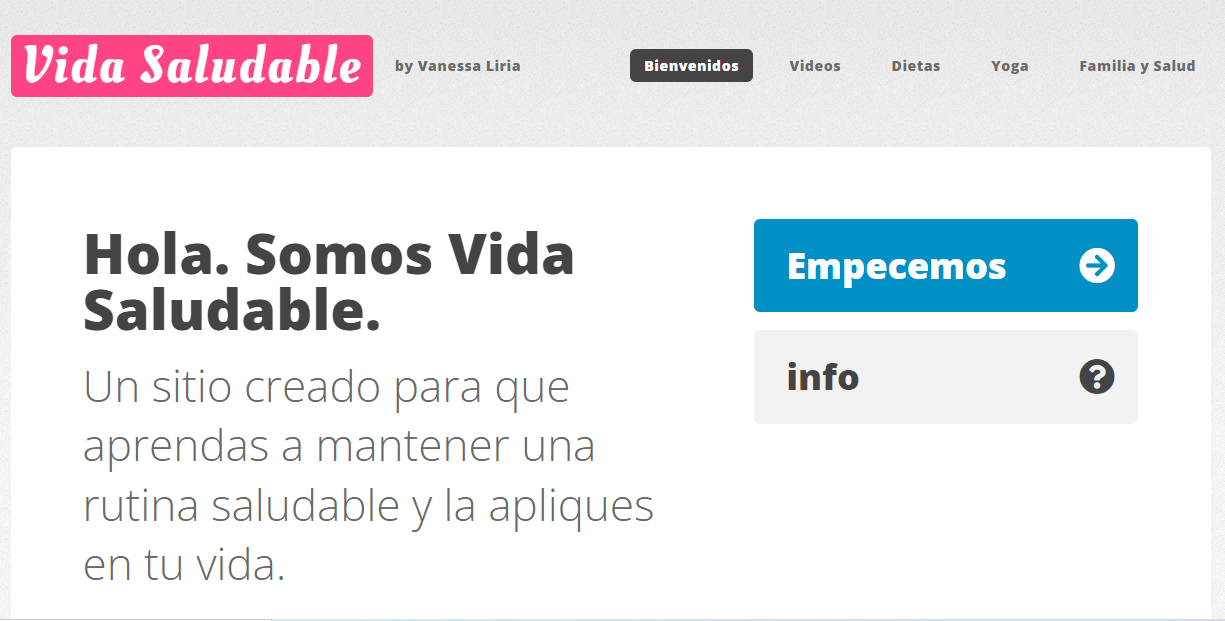 Vida Saludable by Vanessa Liria Bienvenidos Videos Dietas Yoga Familia y Salud
Hola. Somos Vida
Saludable.
Un sitio creado para que
aprendas a mantener una
rutina saludable y la apliques
en tu vida.
Empecemos
info